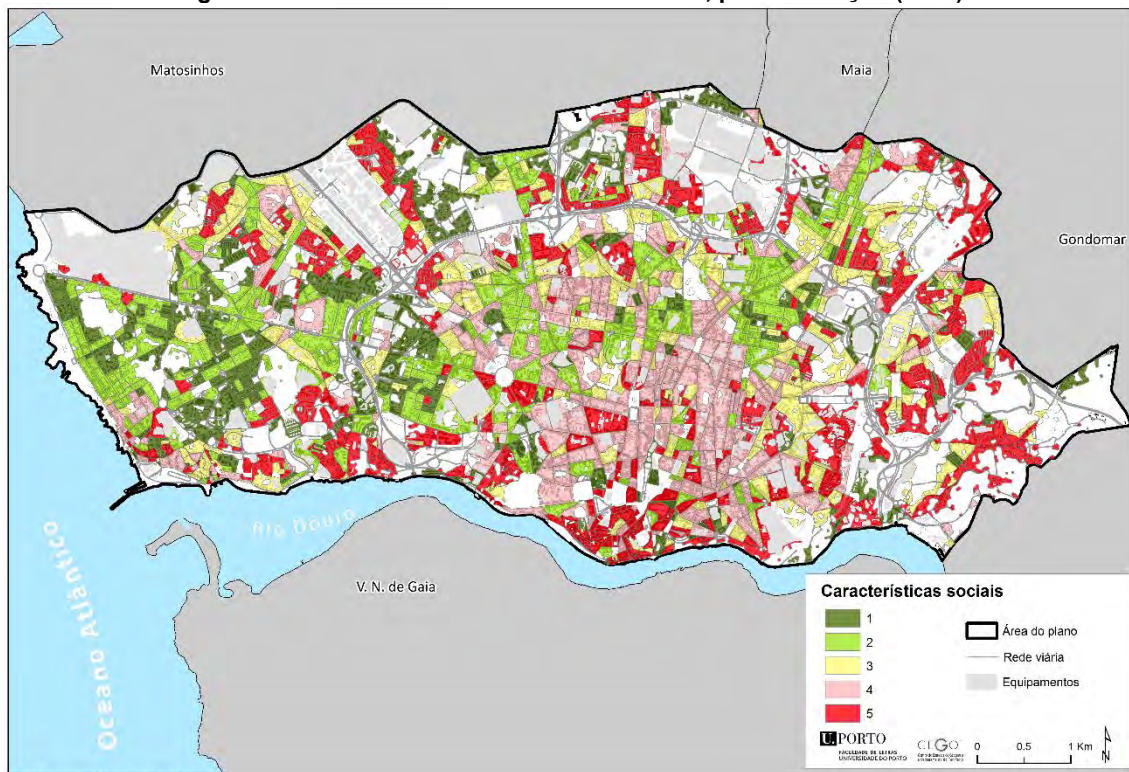 Matosinhos
Maia
Gondomar
Rio Douro
Oceano Atlântico
V. N. de Gaia
Características sociais
1
2
3
4
5
Área do plano
Rede viária
Equipamentos
U. PORTO
FACULDADE DE LETRAS
UNIVERSIDADE DO PORTO
0 0.5 1 Km
N